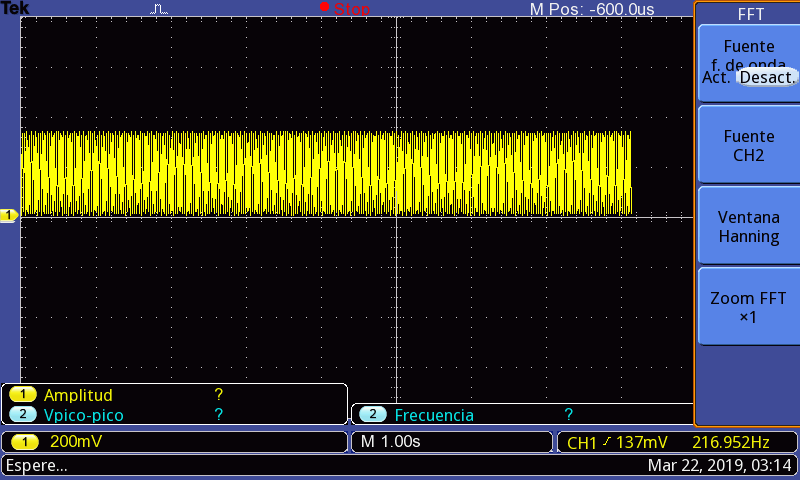 Tek
Stop
M Pos: -600.0us
FFT
Fuente
f. de onda
Act. Desact.
Fuente
CH2
Ventana
Hanning
Zoom FFT
×1
1
1 Amplitud ?
2 Vpico-pico ?
2 Frecuencia ?
1 200mV
M 1.00s
CH1 137mV 216.952Hz
Espere...
Mar 22, 2019, 03:14